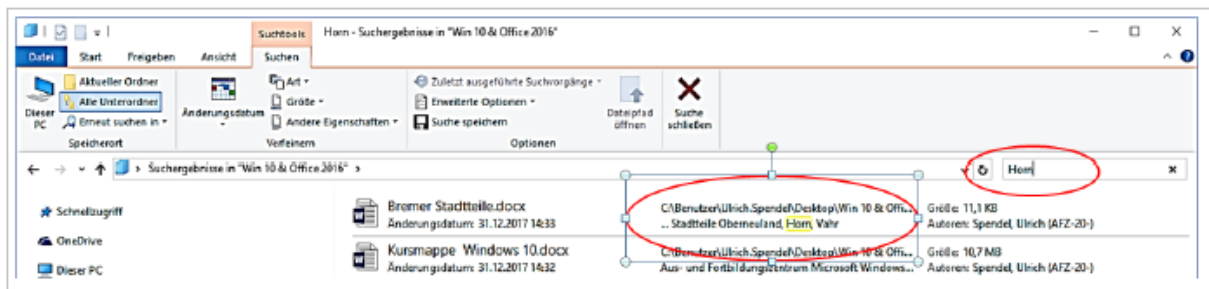 Suchtools Horn - Suchergebnisse in "Win 10 & Office 2016"
Datei Start Freigeben Ansicht Suchen
Dieser PC
Aktueller Ordner
Alle Unterordner
Erneut suchen in
Speicherort
Änderungsdatum
Art
Größe
Andere Eigenschaften
Verfeinern
Zuletzt ausgeführte Suchvorgänge
Erweiterte Optionen
Suche speichern
Dateipfad öffnen
Suche schließen
Optionen
Suchergebnisse in "Win 10 & Office 2016" Horn
Schnellzugriff
OneDrive
Dieser PC
Bremer Stadtteile.docx C:\Benutzer\Ulrich.Spendel\Desktop\Win 10 & Offi... Größe: 11,1 KB
Änderungsdatum: 31.12.2017 14:33 ... Stadtteile Oberneuland, Horn, Vahr Autoren: Spendel, Ulrich (AFZ-20-)
Kursmappe Windows 10.docx C:\Benutzer\Ulrich.Spendel\Desktop\Win 10 & Offi... Größe: 10,7 MB
Änderungsdatum: 31.12.2017 14:32 Aus- und Fortbildungszentrum Microsoft Windows... Autoren: Spendel, Ulrich (AFZ-20-)